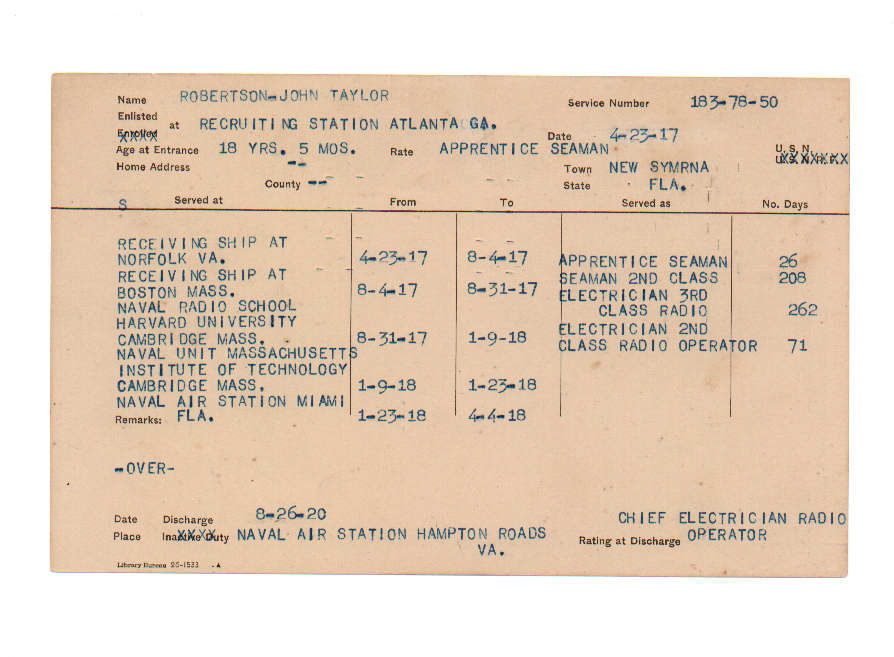 Name ROBERTSON-JOHN TAYLOR Service Number 183-78-50
Enlisted
Enrolled at RECRUITING STATION ATLANTA GA. Date 4-23-17
Age at Entrance 18 YRS. 5 MOS. Rate APPRENTICE SEAMAN U. S. N.
Home Address -- Town NEW SYMRNA U. S. N. R. F.
County -- State FLA.
S Served at From To Served as No. Days
RECEIVING SHIP AT
NORFOLK VA. 4-23-17 8-4-17 APPRENTICE SEAMAN 26
RECEIVING SHIP AT SEAMAN 2ND CLASS 208
BOSTON MASS. 8-4-17 8-31-17 ELECTRICIAN 3RD
NAVAL RADIO SCHOOL CLASS RADIO 262
HARVARD UNIVERSITY ELECTRICIAN 2ND
CAMBRIDGE MASS. - 8-31-17 1-9-18 CLASS RADIO OPERATOR 71
NAVAL UNIT MASSACHUSETTS
INSTITUTE OF TECHNOLOGY
CAMBRIDGE MASS. 1-9-18 1-23-18
NAVAL AIR STATION MIAMI
Remarks: FLA. 1-23-18 4-4-18
-OVER-
Date Discharge 8-26-20 CHIEF ELECTRICIAN RADIO
Place Inactive Duty NAVAL AIR STATION HAMPTON ROADS Rating at Discharge OPERATOR
VA.
Library Bureau 26-1533 . A